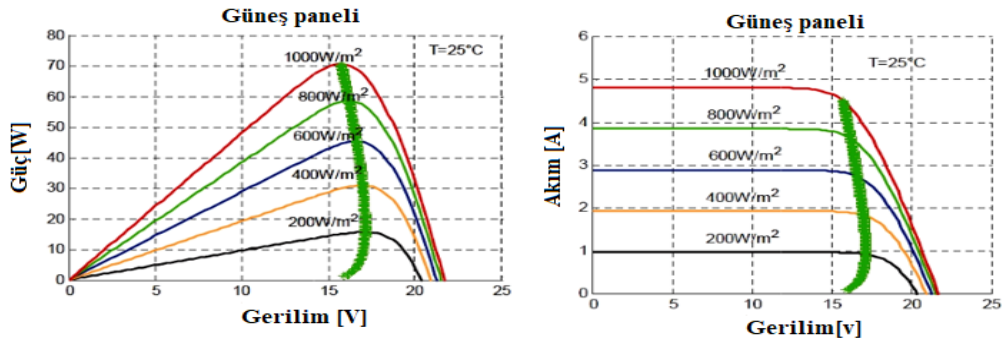 Güneş paneli
80
70
60
50
40
30
20
10
0
Güç[W]
T=25°C
1000W/m²
800W/m²
600W/m²
400W/m²
200W/m²
0 5 10 15 20 25
Gerilim [V]
Güneş paneli
6
5
4
3
2
1
0
Akım [A]
T=25°C
1000W/m²
800W/m²
600W/m²
400W/m²
200W/m²
0 5 10 15 20 25
Gerilim[v]